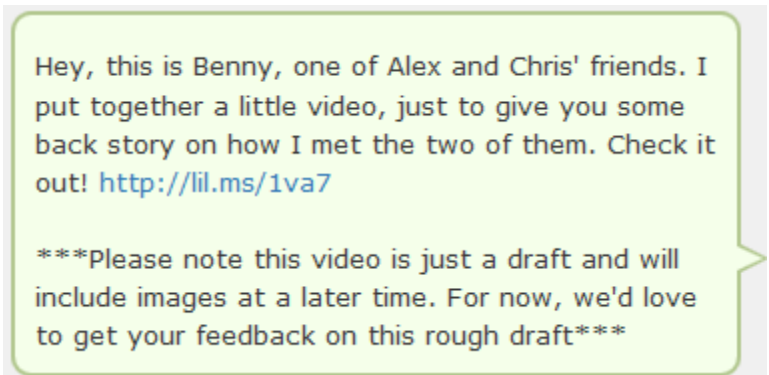 Hey, this is Benny, one of Alex and Chris' friends. I
put together a little video, just to give you some
back story on how I met the two of them. Check it
out! http://lil.ms/1va7
***Please note this video is just a draft and will
include images at a later time. For now, we'd love
to get your feedback on this rough draft***